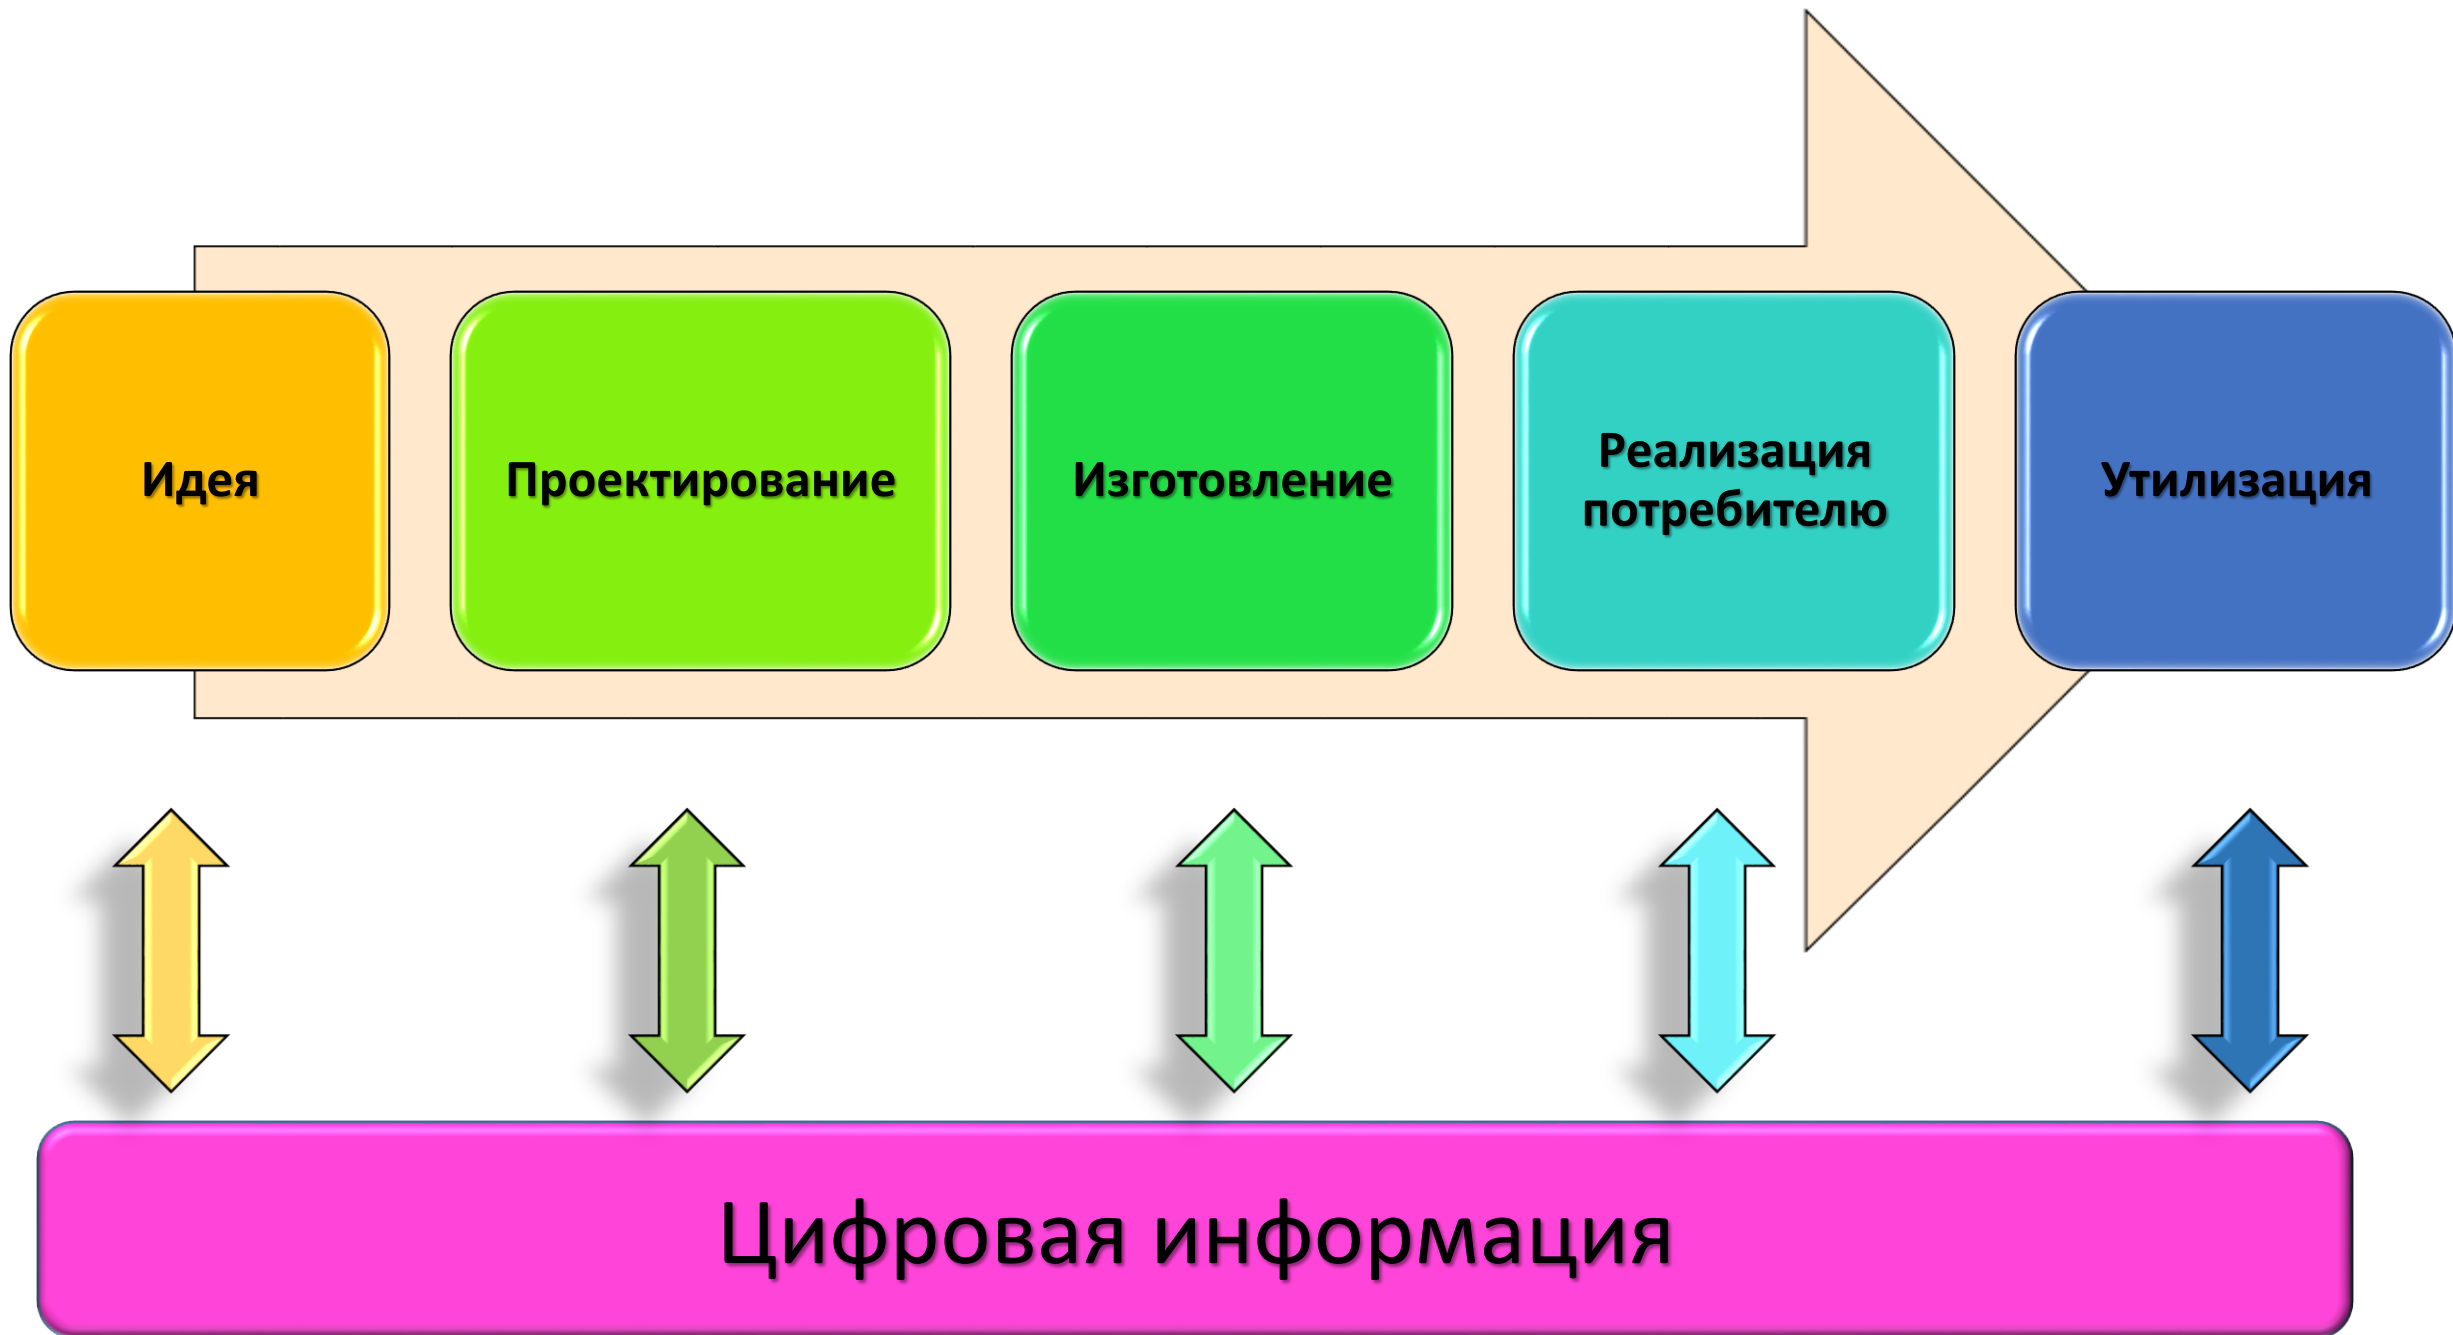 Идея
Проектирование
Изготовление
Реализация
потребителю
Утилизация
Цифровая информация